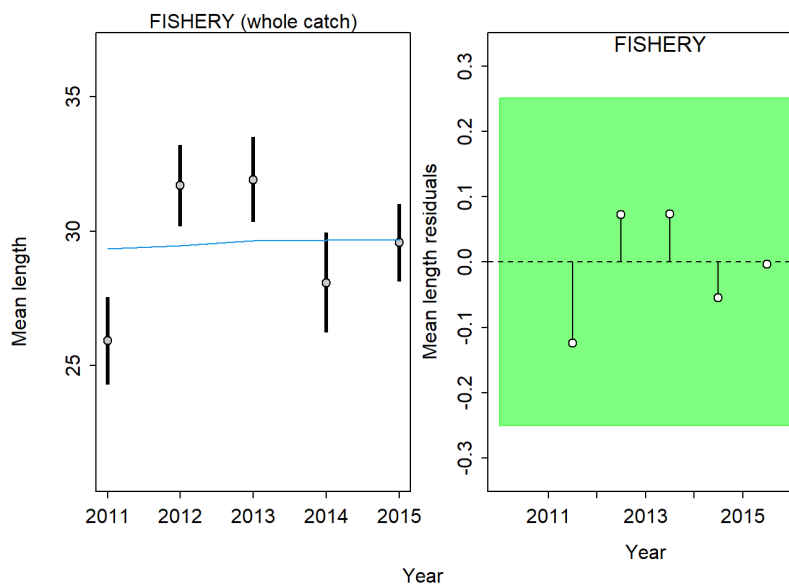 FISHERY (whole catch)
Mean length
35
30
25
2011 2012 2013 2014 2015
Year
FISHERY
Mean length residuals
0.3
0.2
0.1
0.0
-0.1
-0.2
-0.3
2011 2013 2015
Year